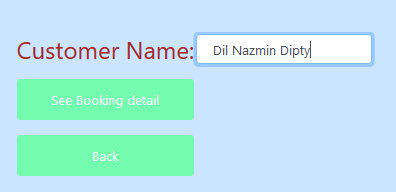 Customer Name: Dil Nazmin Dipty
See Booking detail
Back